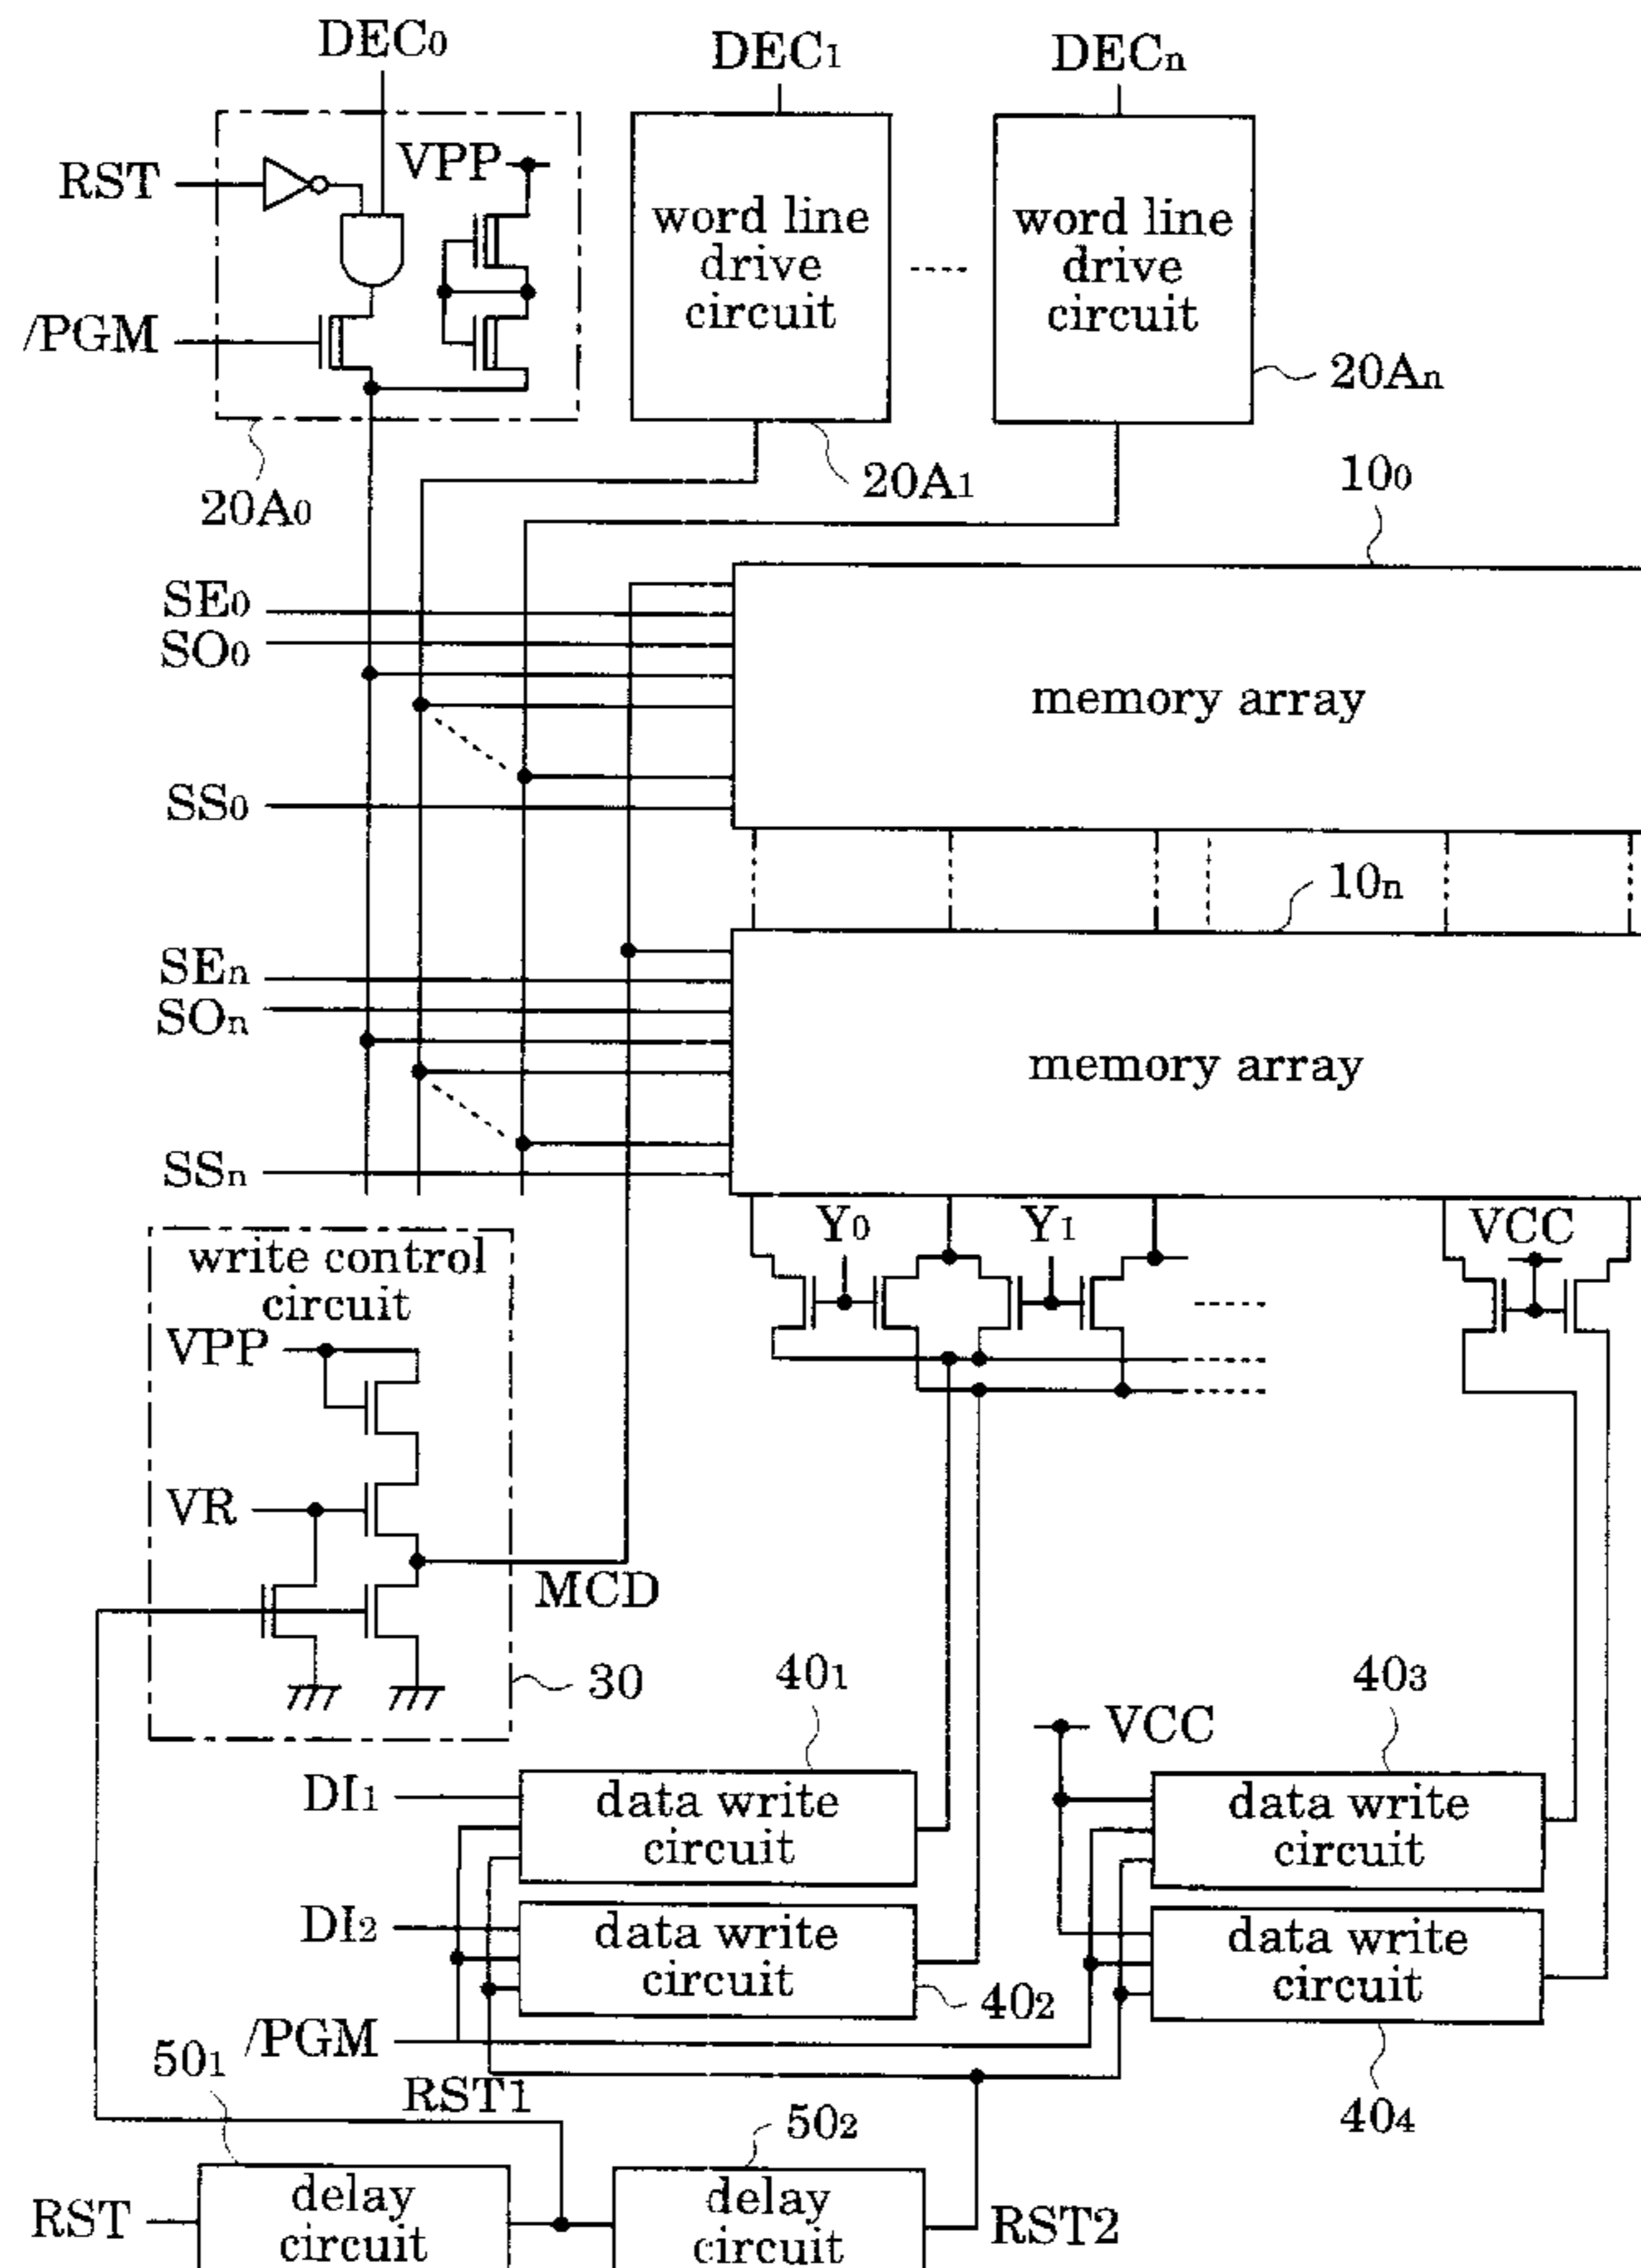 DEC0
DEC1
DECn
RST
VPP
word line
drive
circuit
word line
drive
circuit
/PGM
20An
20A0
20A1
100
SE0
SO0
memory array
SS0
10n
SEn
SOn
memory array
SSn
Y0
Y1
VCC
write control
circuit
VPP
VR
MCD
30
401
403
VCC
DI1
data write
circuit
data write
circuit
DI2
data write
circuit
data write
circuit
402
/PGM
501
RST1
502
404
RST
delay
circuit
delay
circuit
RST2